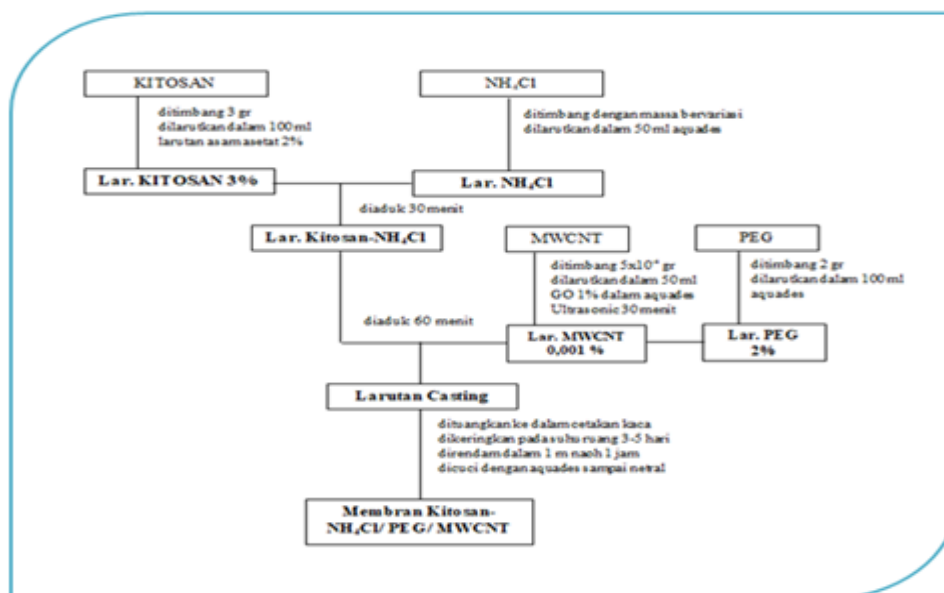 KITOSAN
NH₄Cl
ditimbang 3 gr
dilarutkan dalam 100 ml
larutan asam asetat 2%
ditimbang dengan massa bervariasi
dilarutkan dalam 50 ml aquades
Lar. KITOSAN 3%
Lar. NH₄Cl
diaduk 30 menit
Lar. Kitosan-NH₄Cl
MWCNT
PEG
ditimbang 5x10 gr
dilarutkan dalam 50 ml
GO 1% dalam aquades
Ultrasonic 30 menit
ditimbang 2 gr
dilarutkan dalam 100 ml
aquades
diaduk 60 menit
Lar. MWCNT
0,001 %
Lar. PEG
2%
Larutan Casting
dituangkan ke dalam cetakan kaca
dikeringkan pada suhu ruang 3-5 hari
direndam dalam 1 m naoh 1 jam
dicuci dengan aquades sampai netral
Membran Kitosan-
NH₄Cl/ PEG/ MWCNT